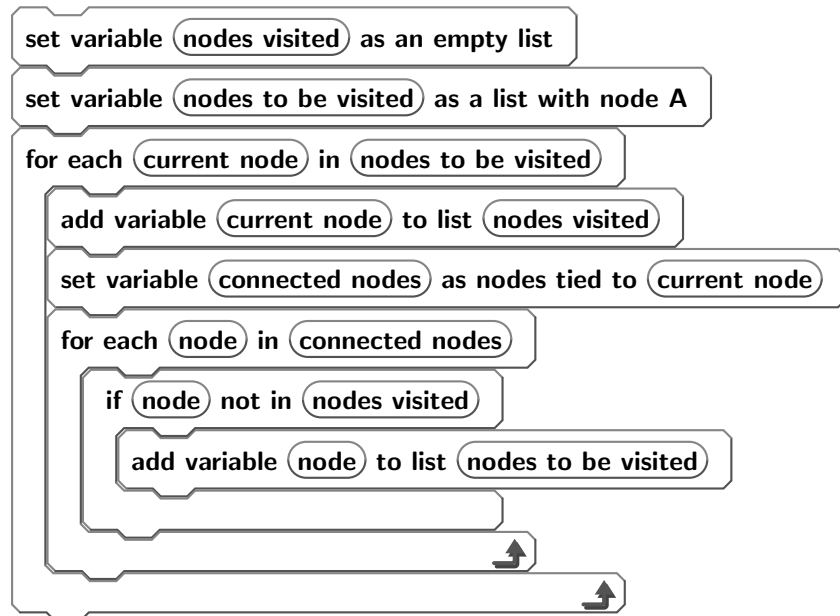 set variable nodes visited as an empty list
set variable nodes to be visited as a list with node A
for each current node in nodes to be visited
add variable current node to list nodes visited
set variable connected nodes as nodes tied to current node
for each node in connected nodes
if node not in nodes visited
add variable node to list nodes to be visited